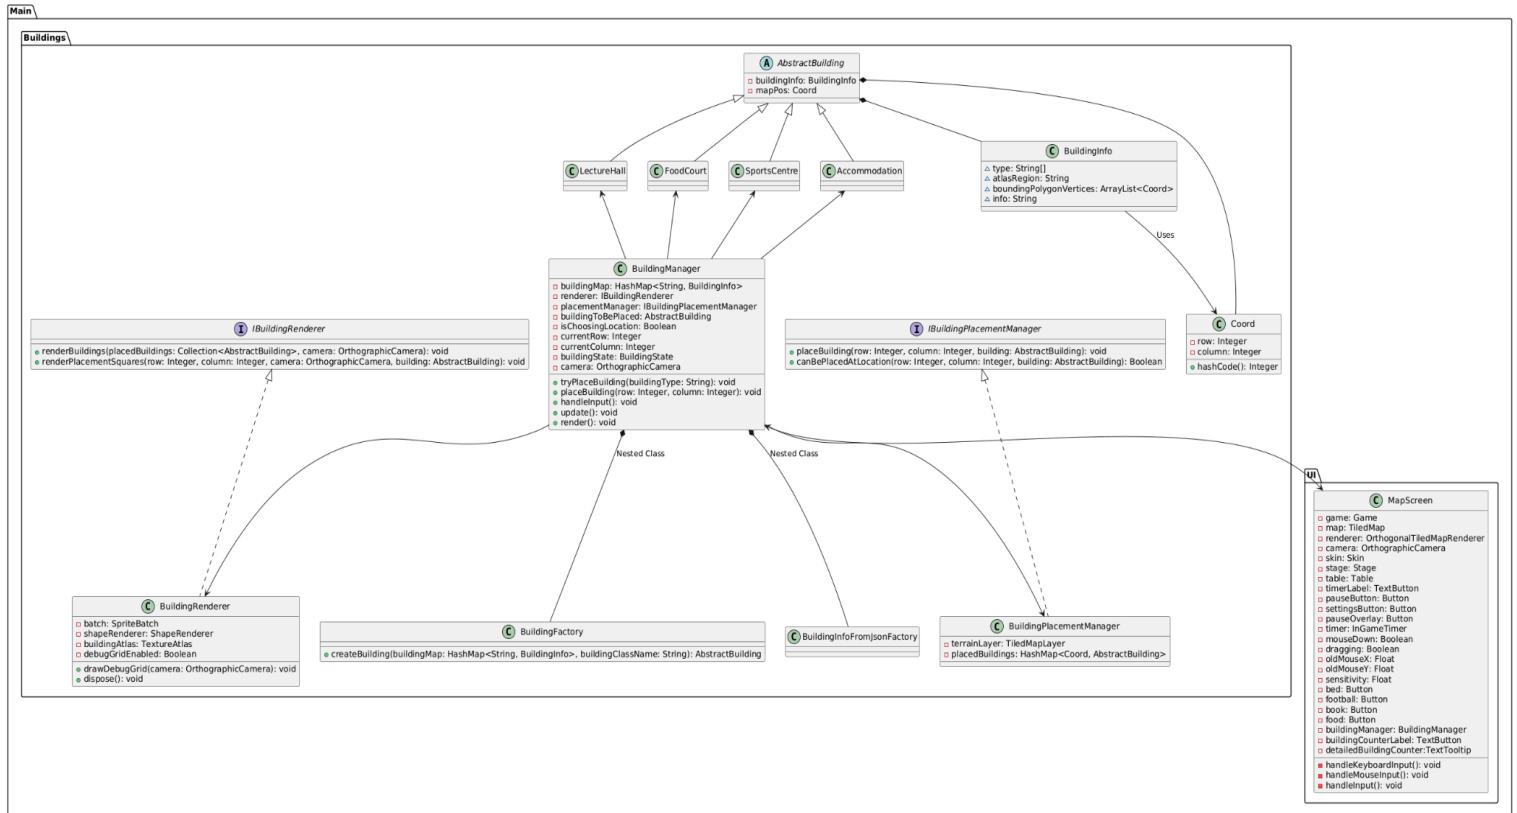 Main
Buildings
A AbstractBuilding
buildingInfo: BuildingInfo
mapPos: Coord
C BuildingInfo
~ type: String[]
~ atlasRegion: String
~ boundingPolygonVertices: ArrayList<Coord>
~ info: String
C LectureHall
C FoodCourt
C SportsCentre
C Accommodation
Uses
C BuildingManager
buildingMap: HashMap<String, BuildingInfo>
renderer: IBuildingRenderer
placementManager: IBuildingPlacementManager
buildingToBePlaced: AbstractBuilding
isChoosingLocation: Boolean
currentRow: Integer
currentColumn: Integer
buildingState: BuildingState
camera: OrthographicCamera
tryPlaceBuilding(buildingType: String): void
placeBuilding(row: Integer, column: Integer): void
handleInput(): void
update(): void
render(): void
I IBuildingRenderer
renderBuildings(placedBuildings: Collection<AbstractBuilding>, camera: OrthographicCamera): void
renderPlacementSquares(row: Integer, column: Integer, camera: OrthographicCamera, building: AbstractBuilding): void
I IBuildingPlacementManager
placeBuilding(row: Integer, column: Integer, building: AbstractBuilding): void
canBePlacedAtLocation(row: Integer, column: Integer, building: AbstractBuilding): Boolean
C Coord
row: Integer
column: Integer
hashCode(): Integer
Nested Class
Nested Class
UI
C MapScreen
game: Game
map: TiledMap
renderer: OrthogonalTiledMapRenderer
camera: OrthographicCamera
skin: Skin
stage: Stage
table: Table
timerLabel: TextButton
pauseButton: Button
settingsButton: Button
pauseOverlay: Button
timer: InGameTimer
mouseDown: Boolean
dragging: Boolean
oldMouseX: Float
oldMouseY: Float
sensitivity: Float
bed: Button
football: Button
book: Button
food: Button
buildingManager: BuildingManager
buildingCounterLabel: TextButton
detailedBuildingCounter:TextTooltip
handleKeyboardInput(): void
handleMouseInput(): void
handleInput(): void
C BuildingRenderer
batch: SpriteBatch
shapeRenderer: ShapeRenderer
buildingAtlas: TextureAtlas
debugGridEnabled: Boolean
drawDebugGrid(camera: OrthographicCamera): void
dispose(): void
C BuildingFactory
createBuilding(buildingMap: HashMap<String, BuildingInfo>, buildingClassName: String): AbstractBuilding
C BuildingInfoFromJsonFactory
C BuildingPlacementManager
terrainLayer: TiledMapLayer
placedBuildings: HashMap<Coord, AbstractBuilding>